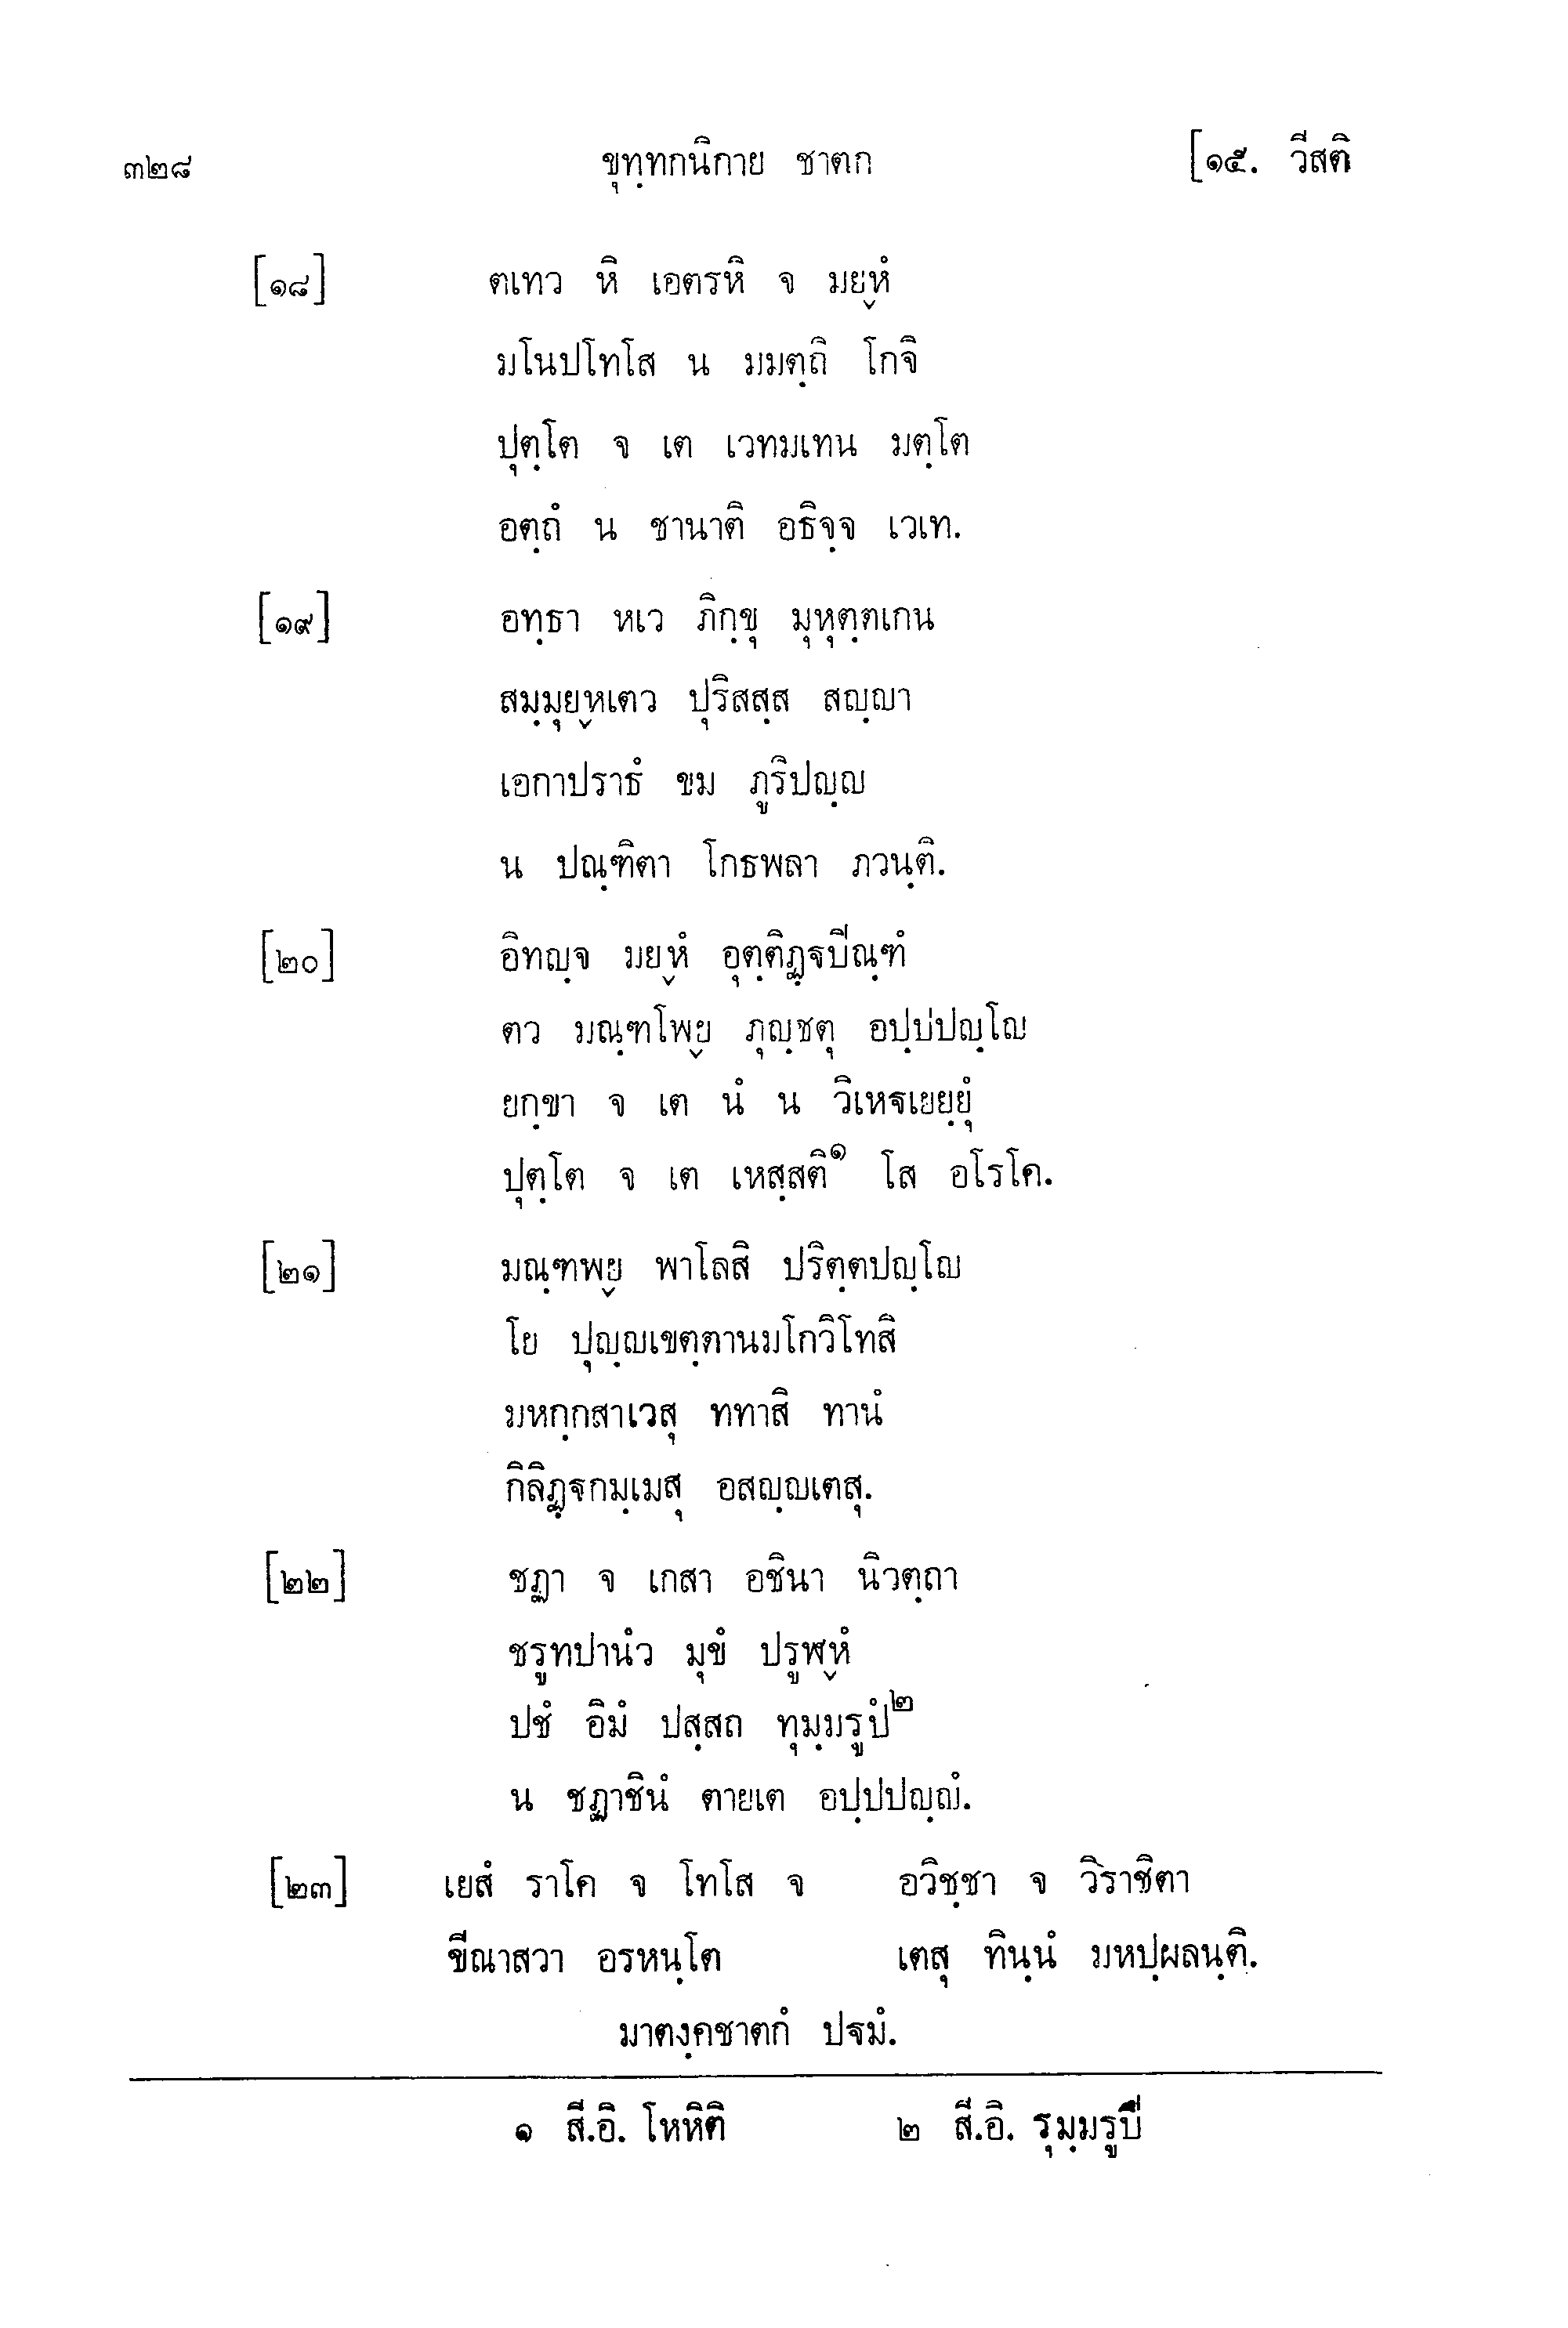 ๓๒๘ ขุทฺทกนิกาย ชาตก [๑๕. วีสติ
[๑๘] ตเทว หิ เอตรหิ จ มยฺหํ
มโนปโทโส น มมตฺถิ โกจิ
ปุตฺโต จ เต เวทมเทน มตฺโต
อตฺถํ น ชานาติ อธิจฺจ เวเท.
[๑๙] อทฺธา หเว ภิกฺขุ มุหุตฺตเกน
สมฺมุยฺหเตว ปุริสสฺส สญฺญา
เอกาปราธํ ขม ภูริปญฺญ
น ปณฺฑิตา โกธพลา ภวนฺติ.
[๒๐] อิทญฺจ มยฺหํ อุตฺติฏฺฐปิณฺฑํ
ตว มณฺฑโพฺย ภุญฺชตุ อปฺปปญฺโญ
ยกฺขา จ เต นํ น วิเหฐเยยฺยุํ
ปุตฺโต จ เต เหสฺสติ๑ โส อโรโค.
[๒๑] มณฺฑพฺย พาโลสิ ปริตฺตปญฺโญ
โย ปุญฺญเขตฺตานมโกวิโทสิ
มหกฺกสาเวสุ ททาสิ ทานํ
กิลิฏฺฐกมฺเมสุ อสญฺญเตสุ.
[๒๒] ชฏา จ เกสา อชินา นิวตฺถา
ชรูทปานํว มุขํ ปรูฬฺหํ
ปชํ อิมํ ปสฺสถ ทุมฺมรูปํ๒
น ชฏาชินํ ตายเต อปฺปปญฺญํ.
[๒๓] เยสํ ราโค จ โทโส จ อวิชฺชา จ วิราชิตา
ขีณาสวา อรหนฺโต เตสุ ทินฺนํ มหปฺผลนฺติ.
มาตงฺคชาตกํ ปฐมํ.
๑ สี.อิ. โหหิติ ๒ สี.อิ. รุมฺมรูปี